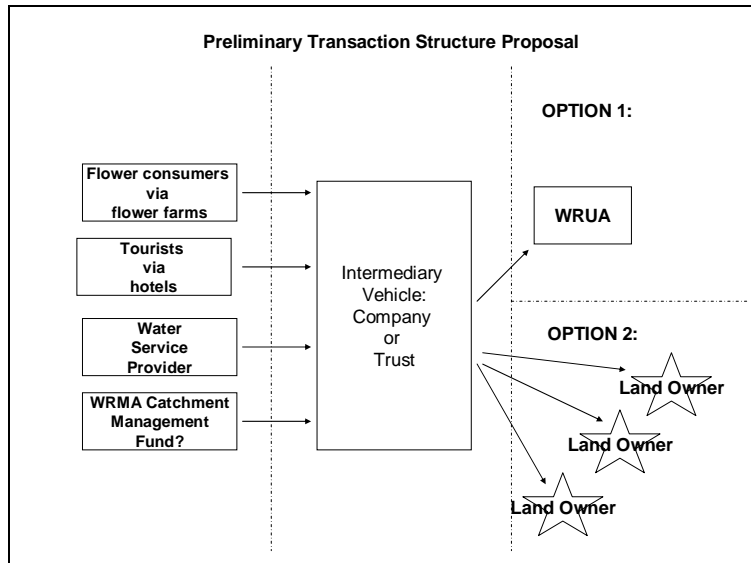 Preliminary Transaction Structure Proposal
Flower consumers
via
flower farms
Tourists
via
hotels
Water
Service
Provider
WRMA Catchment
Management
Fund?
Intermediary
Vehicle:
Company
or
Trust
OPTION 1:
WRUA
OPTION 2:
Land Owner
Land Owner
Land Owner